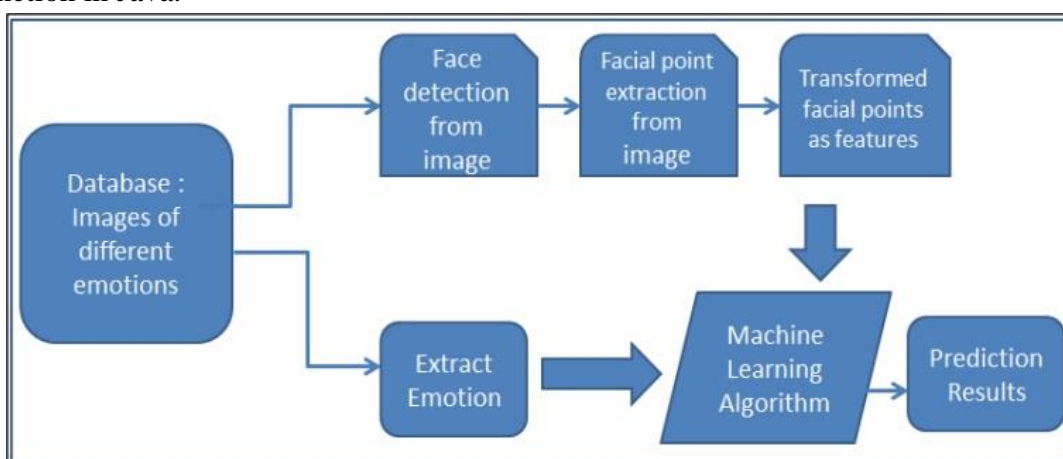 Face
detection
from
image
Facial point
extraction
from
image
Transformed
facial points
as features
Database :
Images of
different
emotions
Extract
Emotion
Machine
Learning
Algorithm
Prediction
Results